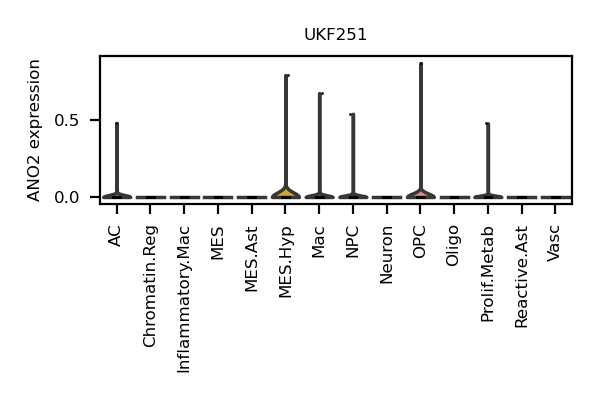 UKF251
ANO2 expression
0.5
0.0
AC
Chromatin.Reg
Inflammatory.Mac
MES
MES.Ast
MES.Hyp
Mac
NPC
Neuron
OPC
Oligo
Prolif.Metab
Reactive.Ast
Vasc